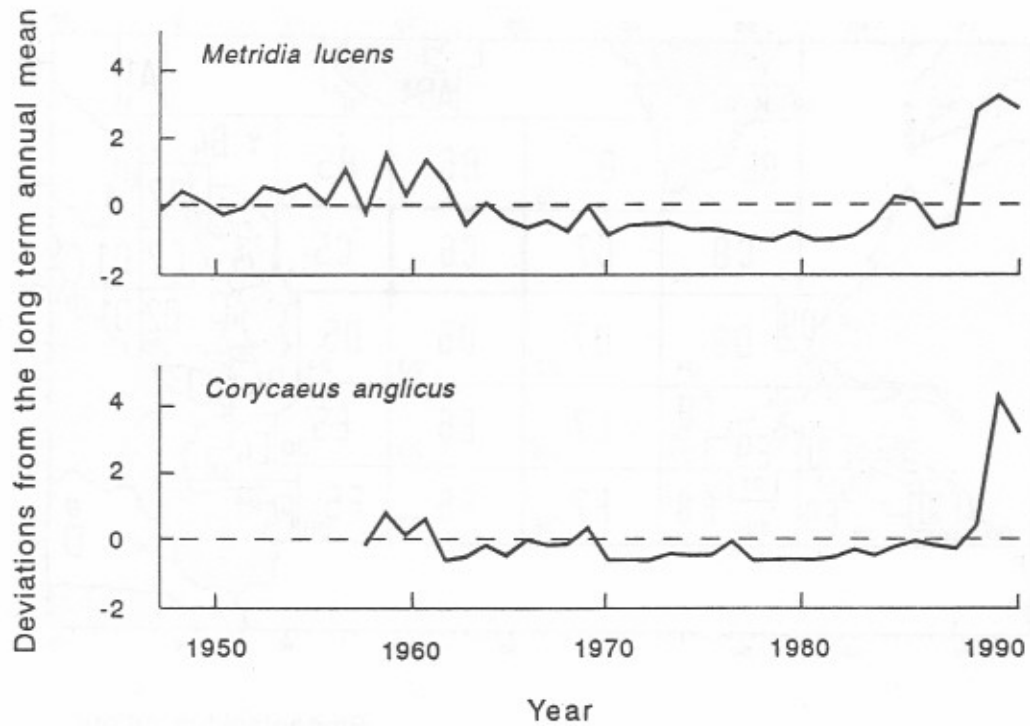 Deviations from the long term annual mean
Metridia lucens
4
2
0
-2
Corycaeus anglicus
4
2
0
-2
1950 1960 1970 1980 1990
Year